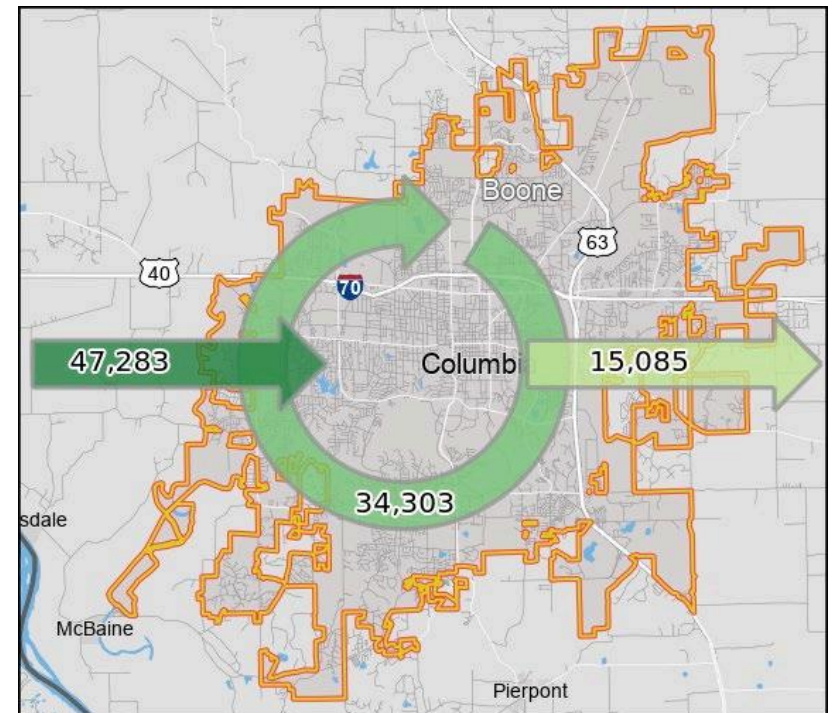 Boone
63
40
70
47,283
Columbi
15,085
34,303
sdale
McBaine
Pierpont